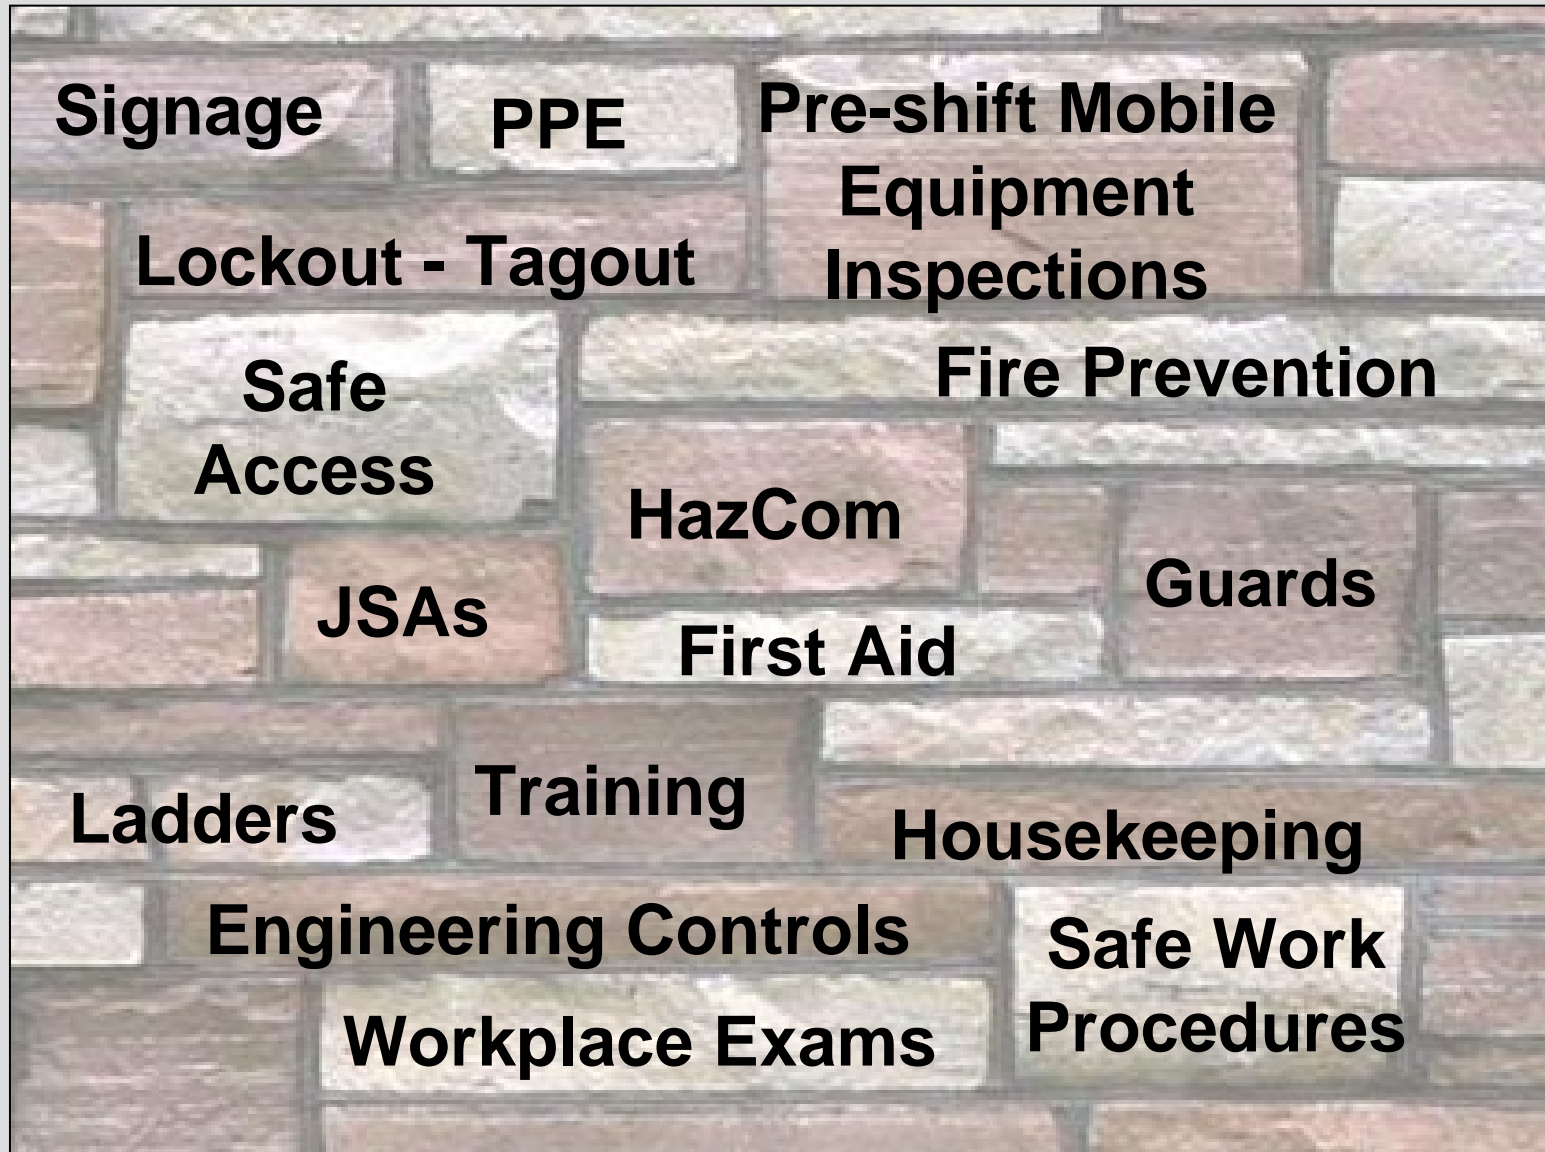 Signage
PPE
Pre-shift Mobile
Equipment
Inspections
Lockout - Tagout
Safe
Access
Fire Prevention
HazCom
Guards
JSAs
First Aid
Training
Ladders
Housekeeping
Engineering Controls
Safe Work
Procedures
Workplace Exams